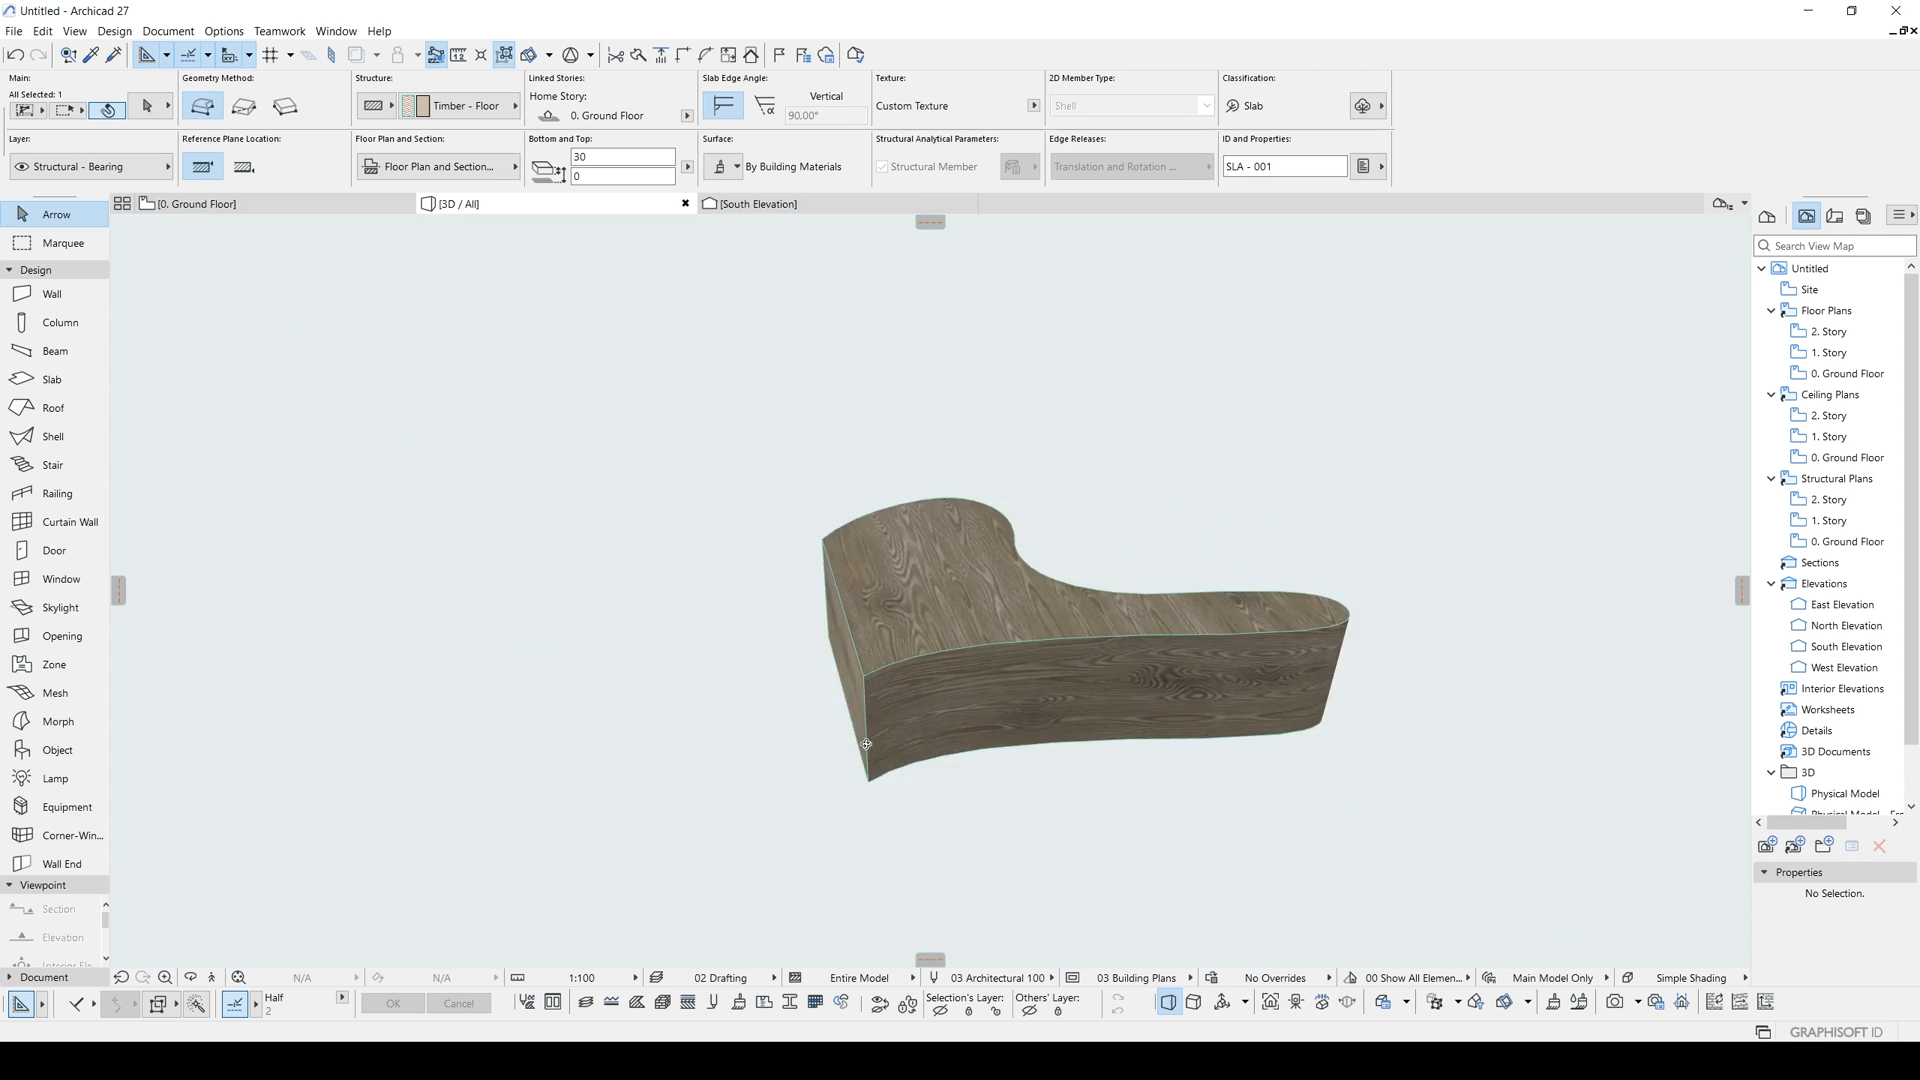 Untitled - Archicad 27
File Edit View Design Document Options Teamwork Window Help
Main:
All Selected: 1
Geometry Method:
Structure:
Timber - Floor
Linked Stories:
Home Story:
0. Ground Floor
Slab Edge Angle:
Vertical
90,00°
Texture:
Custom Texture
2D Member Type:
Shell
Classification:
Slab
Layer:
Structural - Bearing
Reference Plane Location:
Floor Plan and Section:
Floor Plan and Section...
Bottom and Top:
30
0
Surface:
By Building Materials
Structural Analytical Parameters:
Structural Member
Edge Releases:
Translation and Rotation ...
ID and Properties:
SLA - 001
[0. Ground Floor]
[3D / All]
[South Elevation]
Arrow
Marquee
Design
Wall
Column
Beam
Slab
Roof
Shell
Stair
Railing
Curtain Wall
Door
Window
Skylight
Opening
Zone
Mesh
Morph
Object
Lamp
Equipment
Corner-Win...
Wall End
Viewpoint
Section
Elevation
Interior Ele
Document
Search View Map
Untitled
Site
Floor Plans
2. Story
1. Story
0. Ground Floor
Ceiling Plans
2. Story
1. Story
0. Ground Floor
Structural Plans
2. Story
1. Story
0. Ground Floor
Sections
Elevations
East Elevation
North Elevation
South Elevation
West Elevation
Interior Elevations
Worksheets
Details
3D Documents
3D
Physical Model
Properties
No Selection.
N/A N/A 1:100 02 Drafting Entire Model 03 Architectural 100 03 Building Plans No Overrides 00 Show All Elemen... Main Model Only Simple Shading
Half
2
OK Cancel
Selection's Layer:
Others' Layer:
GRAPHISOFT ID